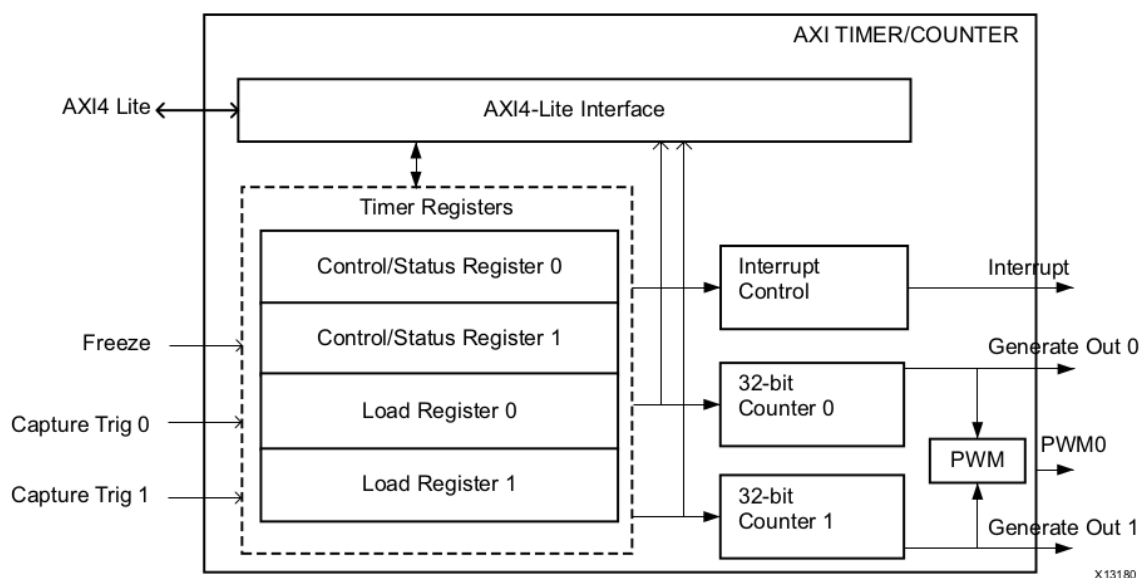 AXI TIMER/COUNTER
AXI4 Lite
AXI4-Lite Interface
Timer Registers
Control/Status Register 0
Interrupt
Control
Interrupt
Control/Status Register 1
Freeze
Generate Out 0
32-bit
Counter 0
Load Register 0
Capture Trig 0
PWM
PWM0
Load Register 1
Capture Trig 1
32-bit
Counter 1
Generate Out 1
X13180